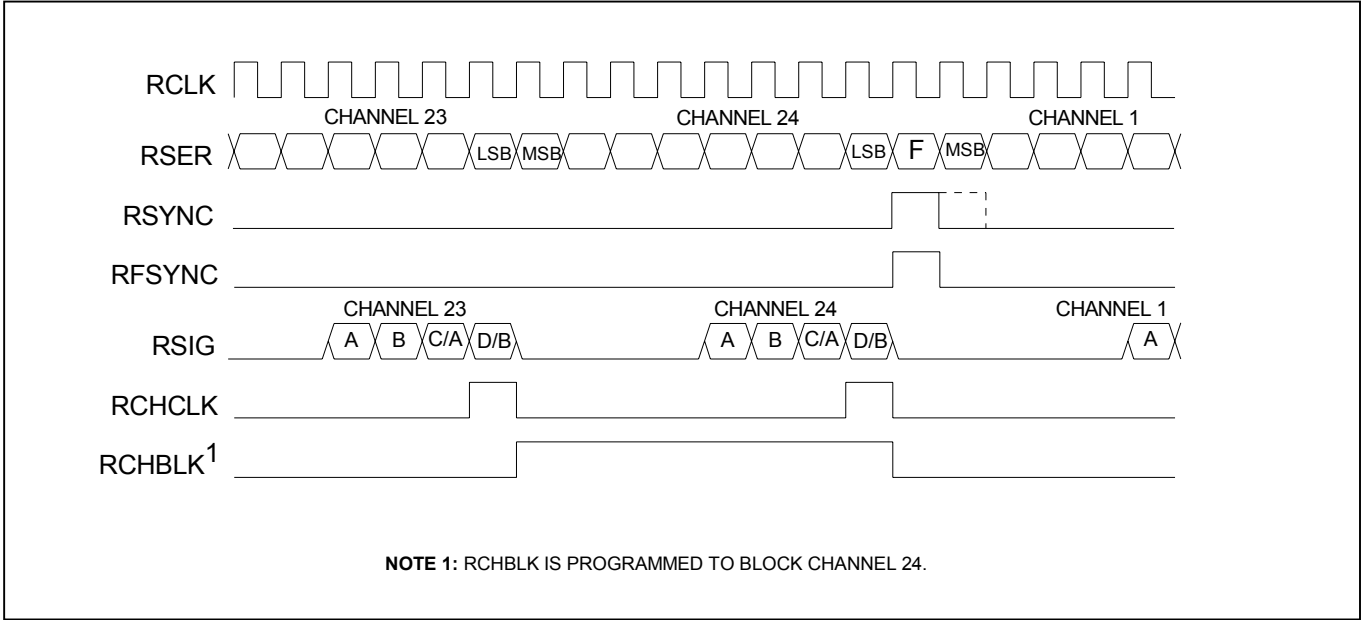 RCLK
CHANNEL 23 CHANNEL 24 CHANNEL 1
RSER LSB MSB LSB F MSB
RSYNC
RFSYNC
CHANNEL 23 CHANNEL 24 CHANNEL 1
RSIG A B C/A D/B A B C/A D/B A
RCHCLK
RCHBLK1
NOTE 1: RCHBLK IS PROGRAMMED TO BLOCK CHANNEL 24.